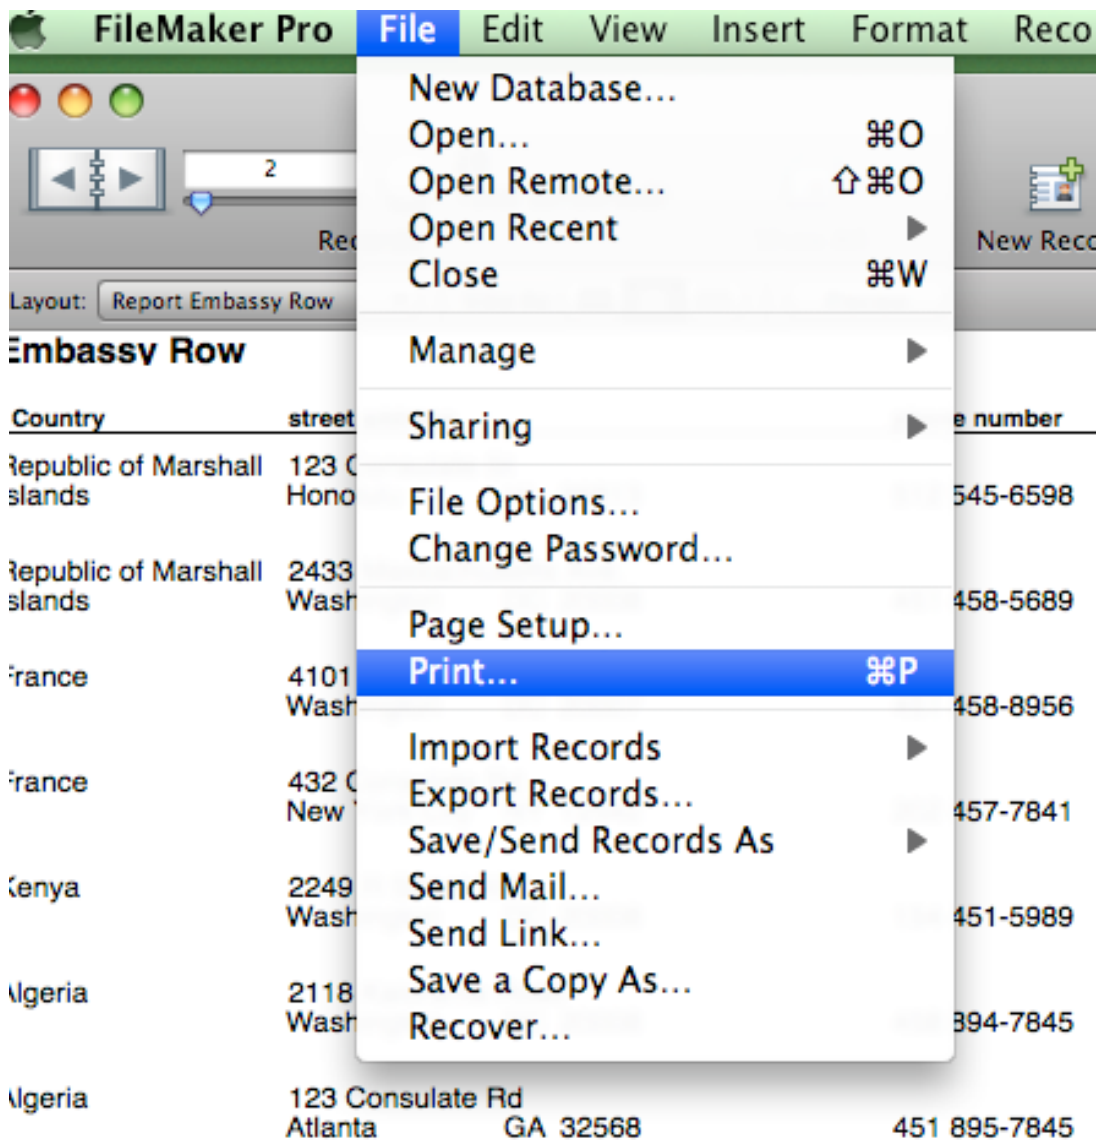 FileMaker Pro File Edit View Insert Format Reco
New Database...
Open... ⌘O
Open Remote... ⇧⌘O
Open Recent
Close ⌘W
Manage
Sharing
File Options...
Change Password...
Page Setup...
Print... ⌘P
Import Records
Export Records...
Save/Send Records As
Send Mail...
Send Link...
Save a Copy As...
Recover...
2
Rec
New Reco
Layout: Report Embassy Row
Embassy Row
Country street e number
Republic of Marshall 123 C
slands Hono 545-6598
Republic of Marshall 2433
slands Wash 458-5689
France 4101
Wash 458-8956
France 432 C
New 457-7841
Kenya 2249
Wash 451-5989
Algeria 2118
Wash 894-7845
Algeria 123 Consulate Rd
Atlanta GA 32568 451 895-7845